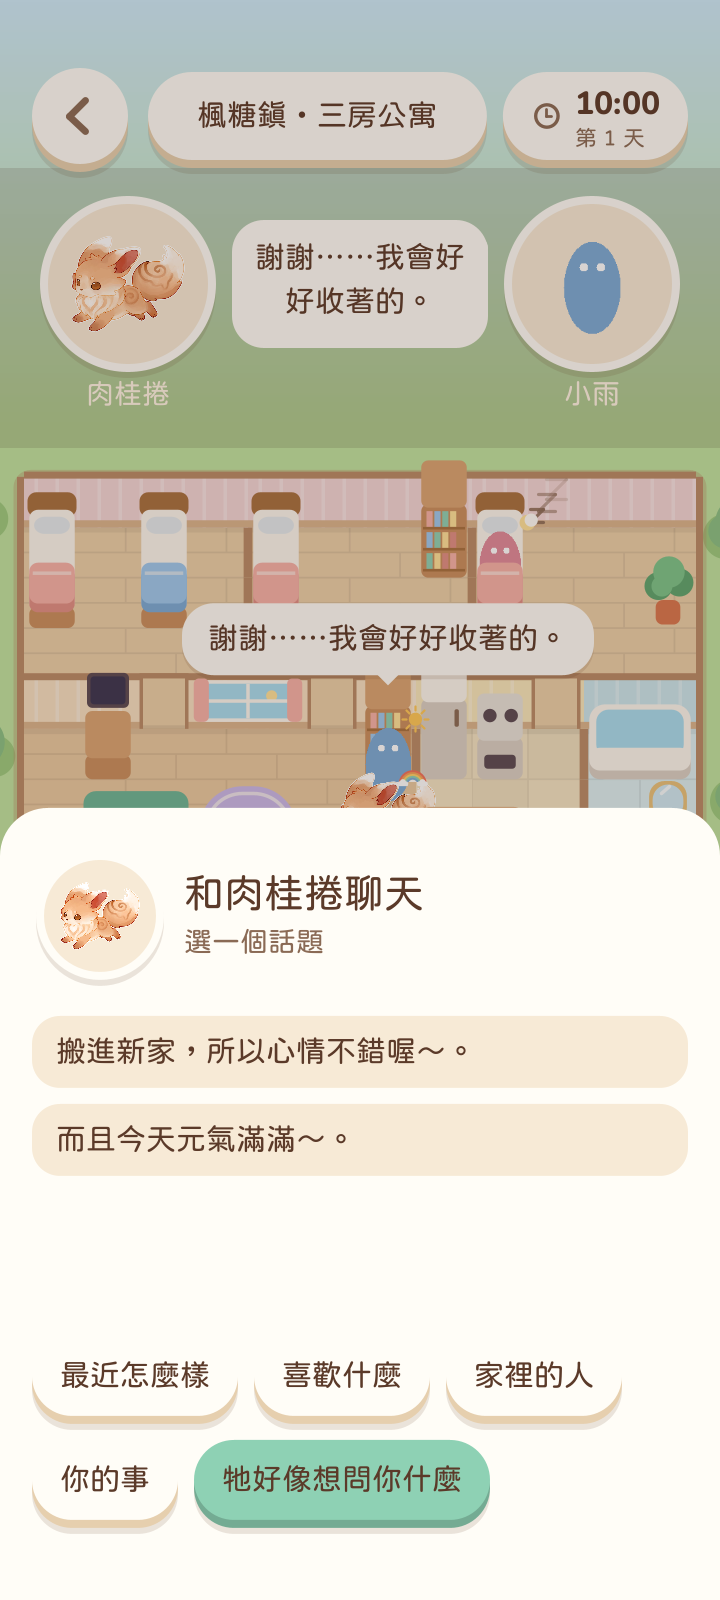 楓糖鎮・三房公寓
10:00
第 1 天
謝謝⋯⋯我會好
好收著的。
肉桂捲
小雨
謝謝⋯⋯我會好好收著的。
和肉桂捲聊天
選一個話題
搬進新家，所以心情不錯喔～。
而且今天元氣滿滿～。
最近怎麼樣
喜歡什麼
家裡的人
你的事
牠好像想問你什麼